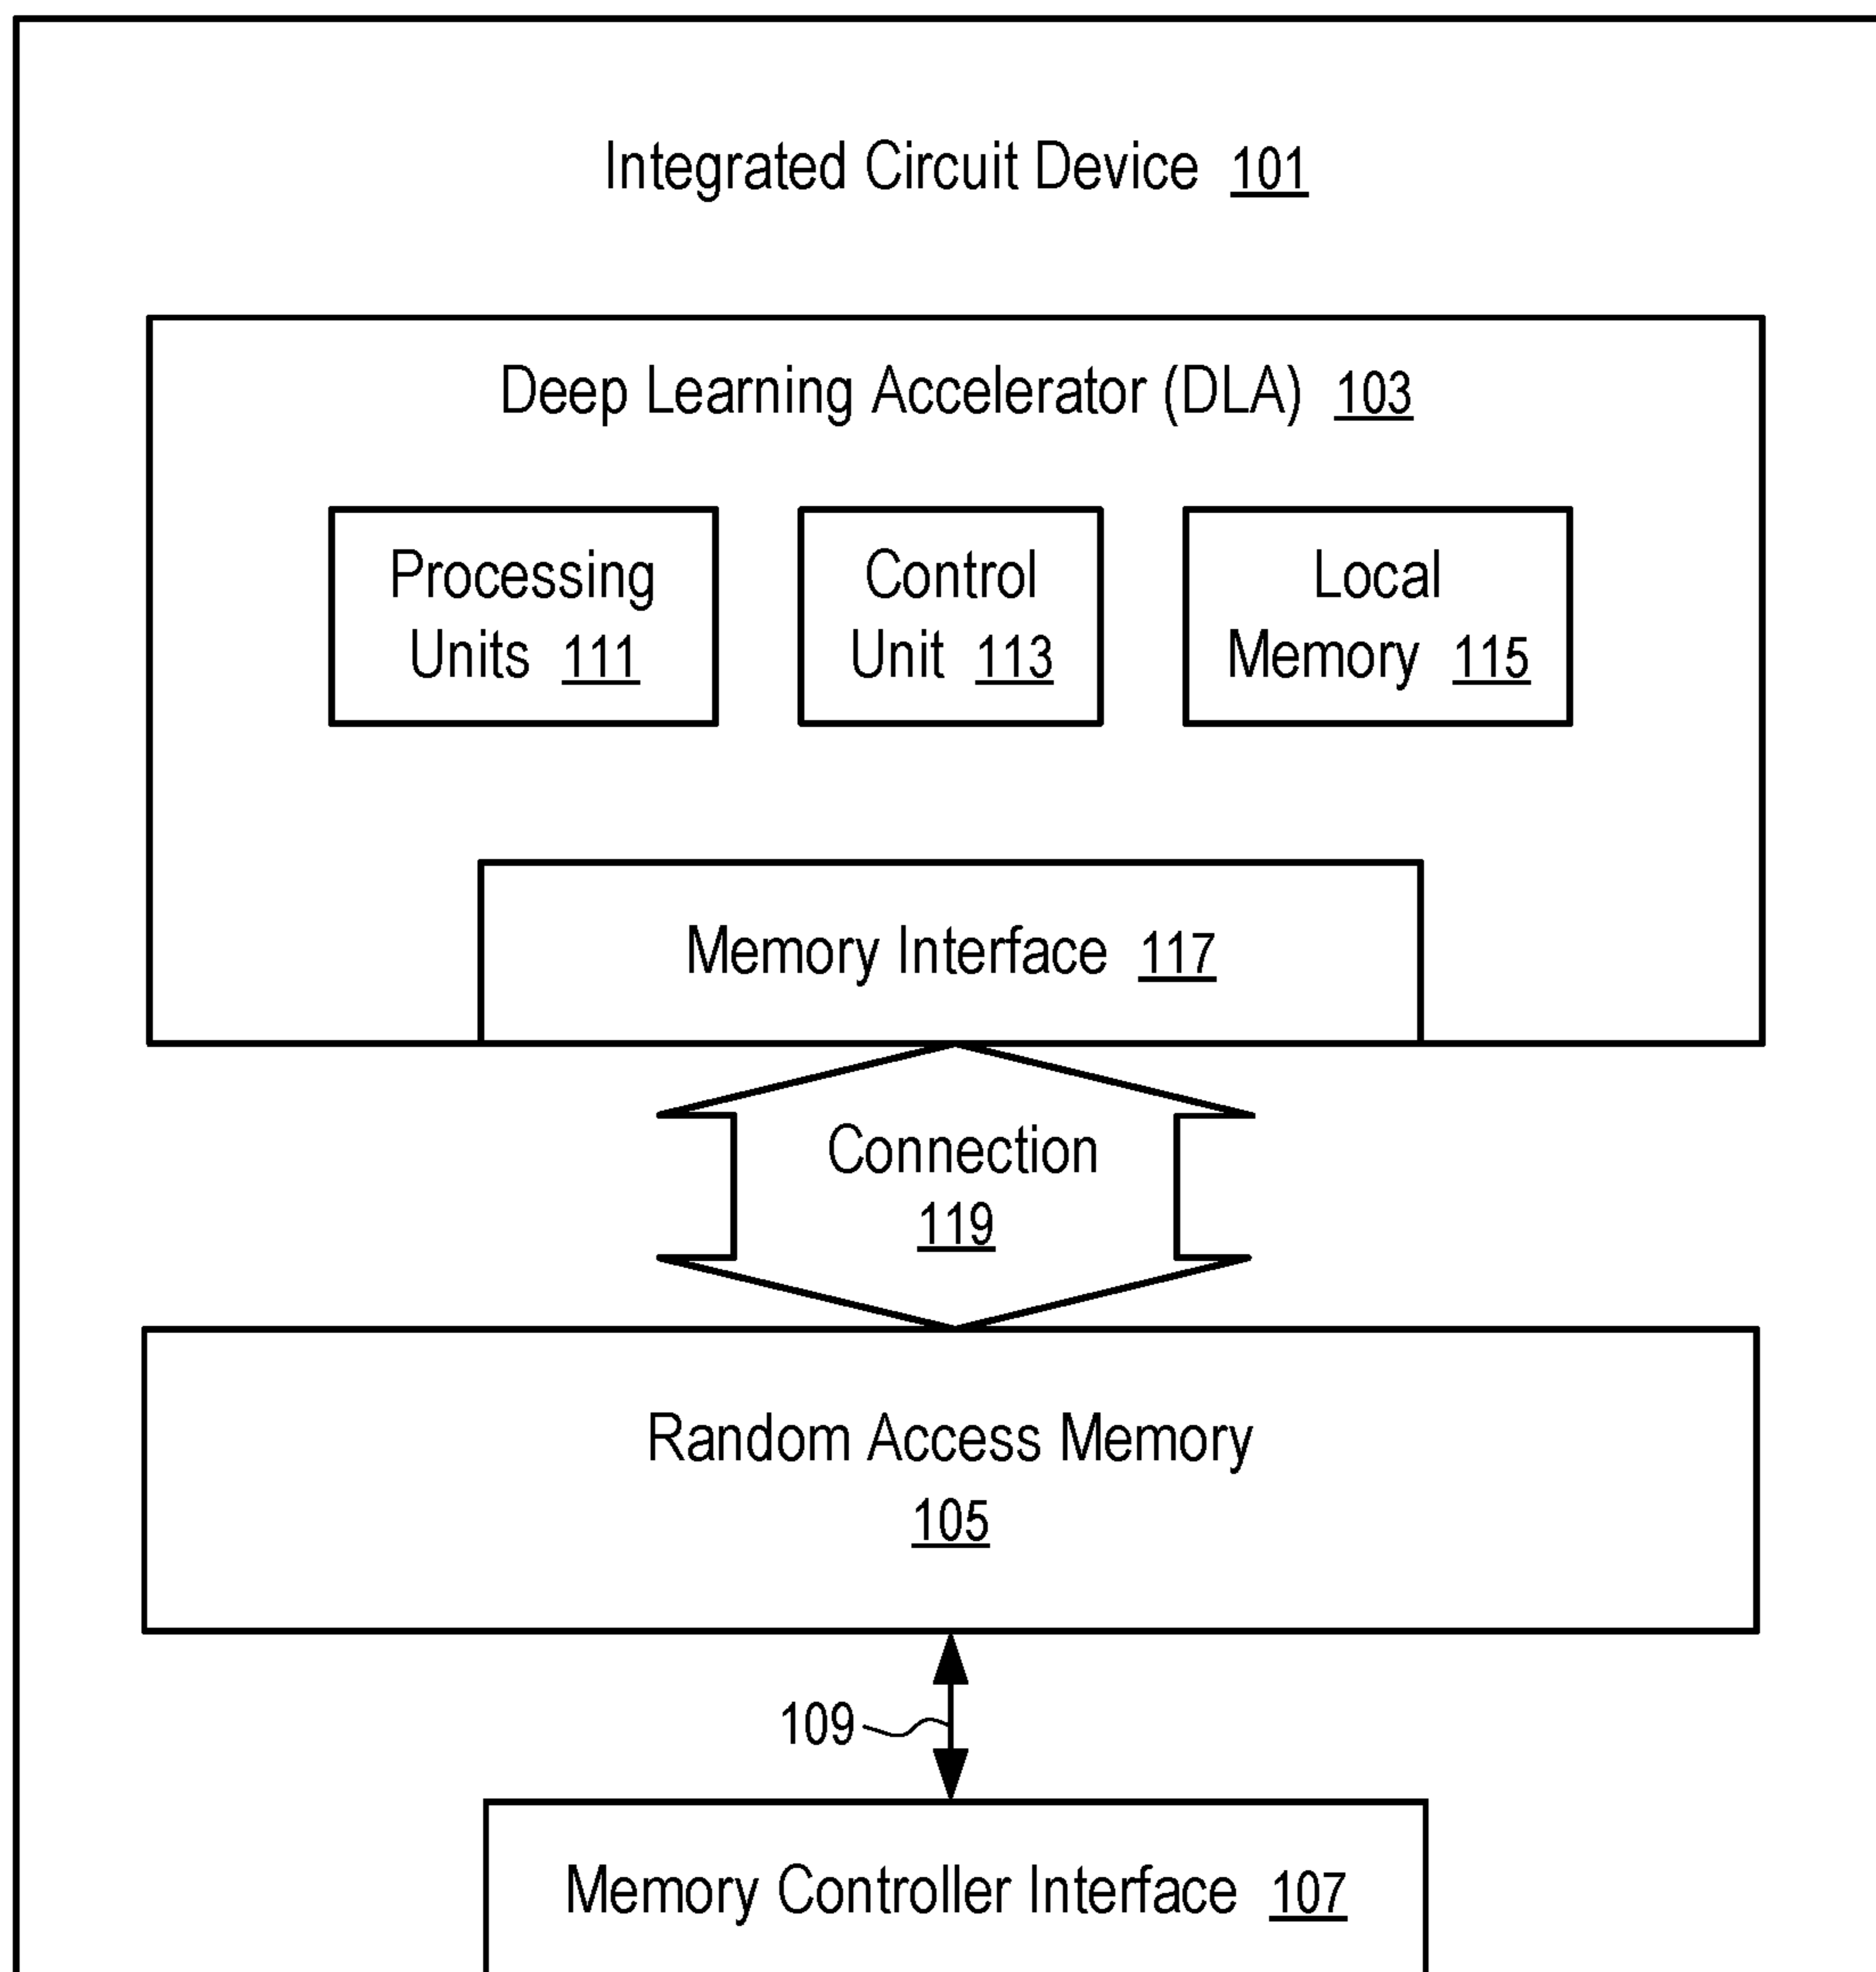 Integrated Circuit Device 101
Deep Learning Accelerator (DLA) 103
Processing
Units 111
Control
Unit 113
Local
Memory 115
Memory Interface 117
Connection
119
Random Access Memory
105
109
Memory Controller Interface 107